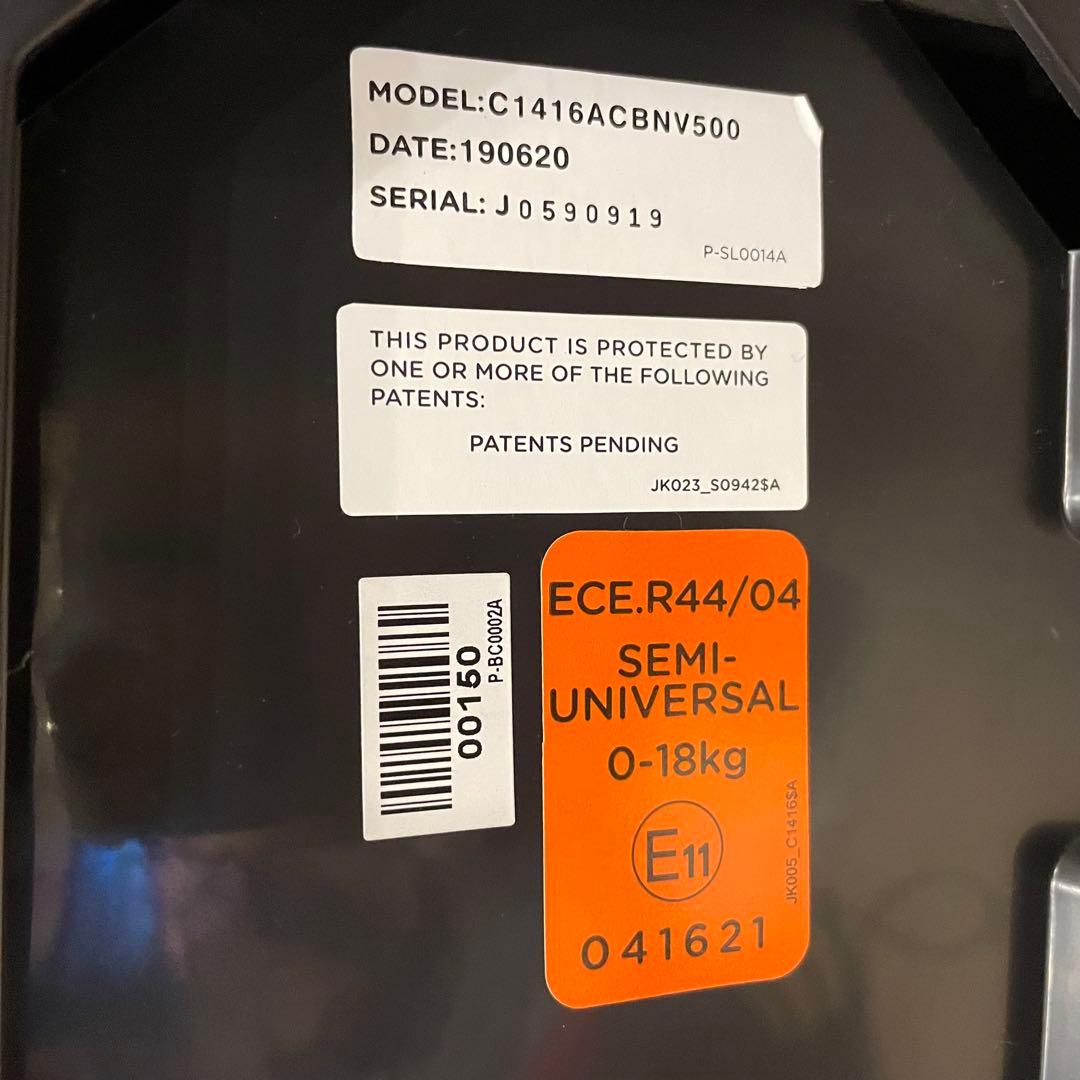 MODEL:C1416ACBNV500
DATE:190620
SERIAL: J0590919
P-SL0014A
THIS PRODUCT IS PROTECTED BY
ONE OR MORE OF THE FOLLOWING
PATENTS:
PATENTS PENDING
JK023_S0942$A
00150
P-BC0002A
ECE.R44/04
SEMI-
UNIVERSAL
0-18kg
E11
041621
JK005_C1416$A